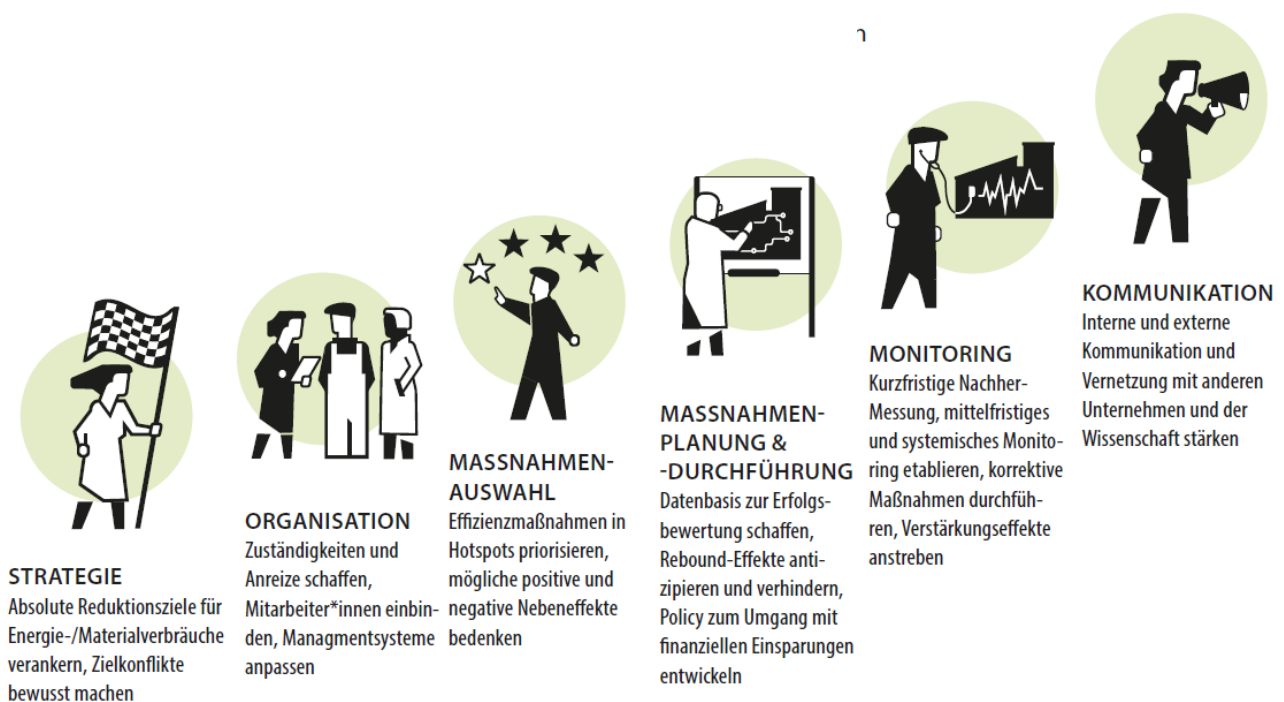 STRATEGIE
Absolute Reduktionsziele für
Energie-/Materialverbräuche
verankern, Zielkonflikte
bewusst machen
ORGANISATION
Zuständigkeiten und
Anreize schaffen,
Mitarbeiter*innen einbin-
den, Managmentsysteme
anpassen
MASSNAHMEN-
AUSWAHL
Effizienzmaßnahmen in
Hotspots priorisieren,
mögliche positive und
negative Nebeneffekte
bedenken
MASSNAHMEN-
PLANUNG &
-DURCHFÜHRUNG
Datenbasis zur Erfolgs-
bewertung schaffen,
Rebound-Effekte anti-
zipieren und verhindern,
Policy zum Umgang mit
finanziellen Einsparungen
entwickeln
MONITORING
Kurzfristige Nachher-
Messung, mittelfristiges
und systemisches Monito-
ring etablieren, korrektive
Maßnahmen durchfüh-
ren, Verstärkungseffekte
anstreben
KOMMUNIKATION
Interne und externe
Kommunikation und
Vernetzung mit anderen
Unternehmen und der
Wissenschaft stärken